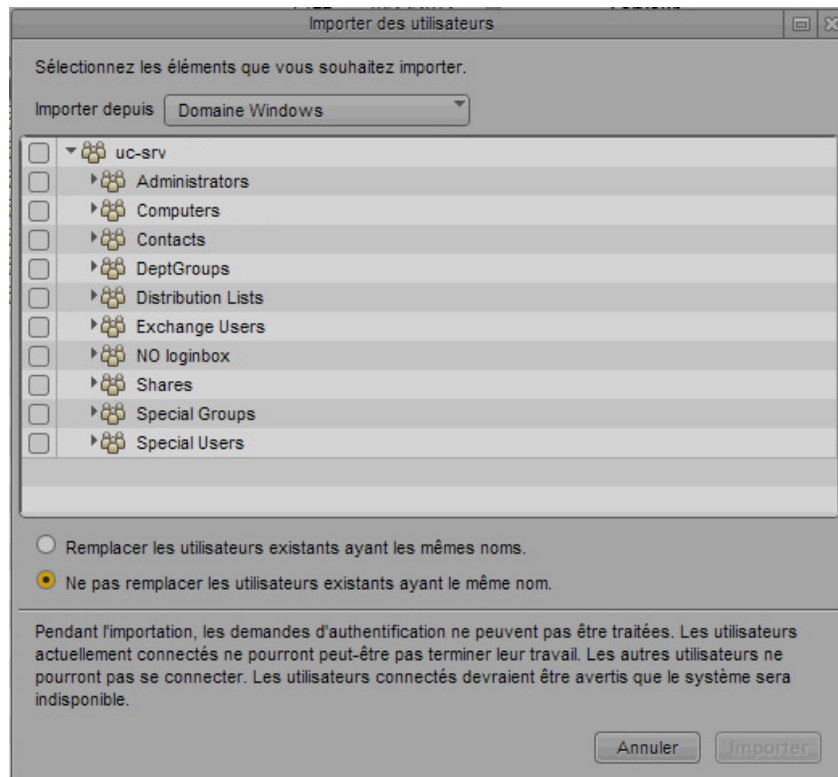 Importer des utilisateurs
Sélectionnez les éléments que vous souhaitez importer.
Importer depuis Domaine Windows
uc-srv
Administrators
Computers
Contacts
DeptGroups
Distribution Lists
Exchange Users
NO loginbox
Shares
Special Groups
Special Users
Remplacer les utilisateurs existants ayant les mêmes noms.
Ne pas remplacer les utilisateurs existants ayant le même nom.
Pendant l'importation, les demandes d'authentification ne peuvent pas être traitées. Les utilisateurs
actuellement connectés ne pourront peut-être pas terminer leur travail. Les autres utilisateurs ne
pourront pas se connecter. Les utilisateurs connectés devraient être avertis que le système sera
indisponible.
Annuler Importer